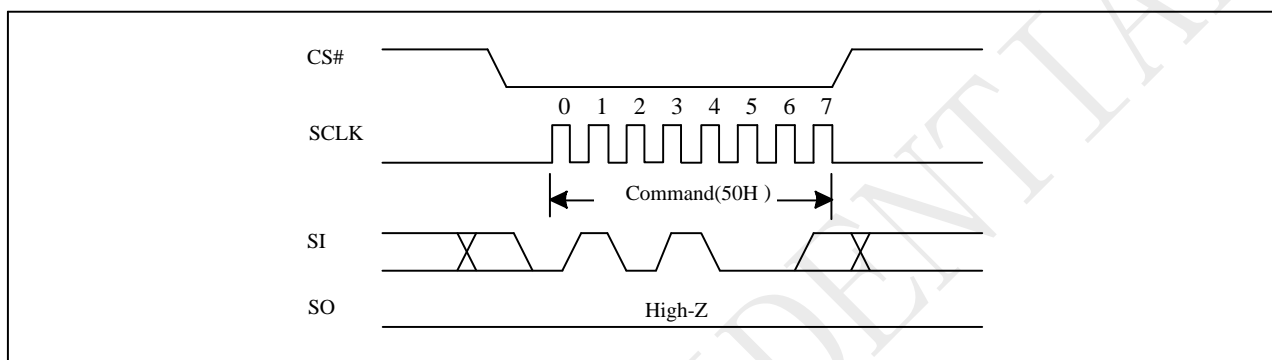 CS#
0 1 2 3 4 5 6 7
SCLK
Command(50H )
SI
SO High-Z